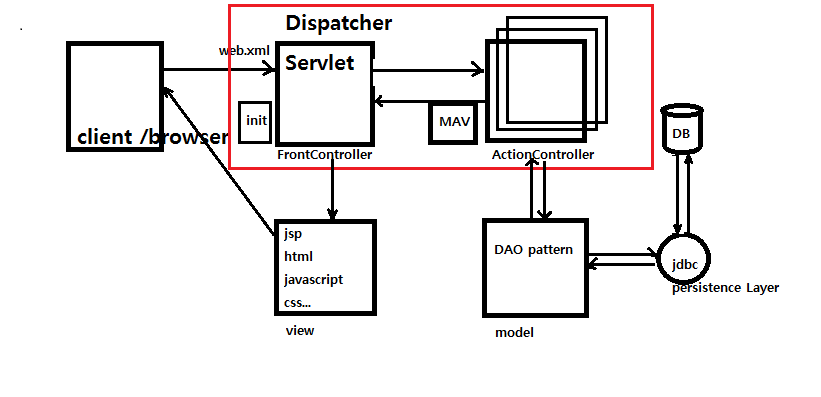 Dispatcher
web.xml
Servlet
client /browser
init
MAV
DB
FrontController
ActionController
jsp
html
javascript
css...
view
DAO pattern
model
jdbc
persistence Layer